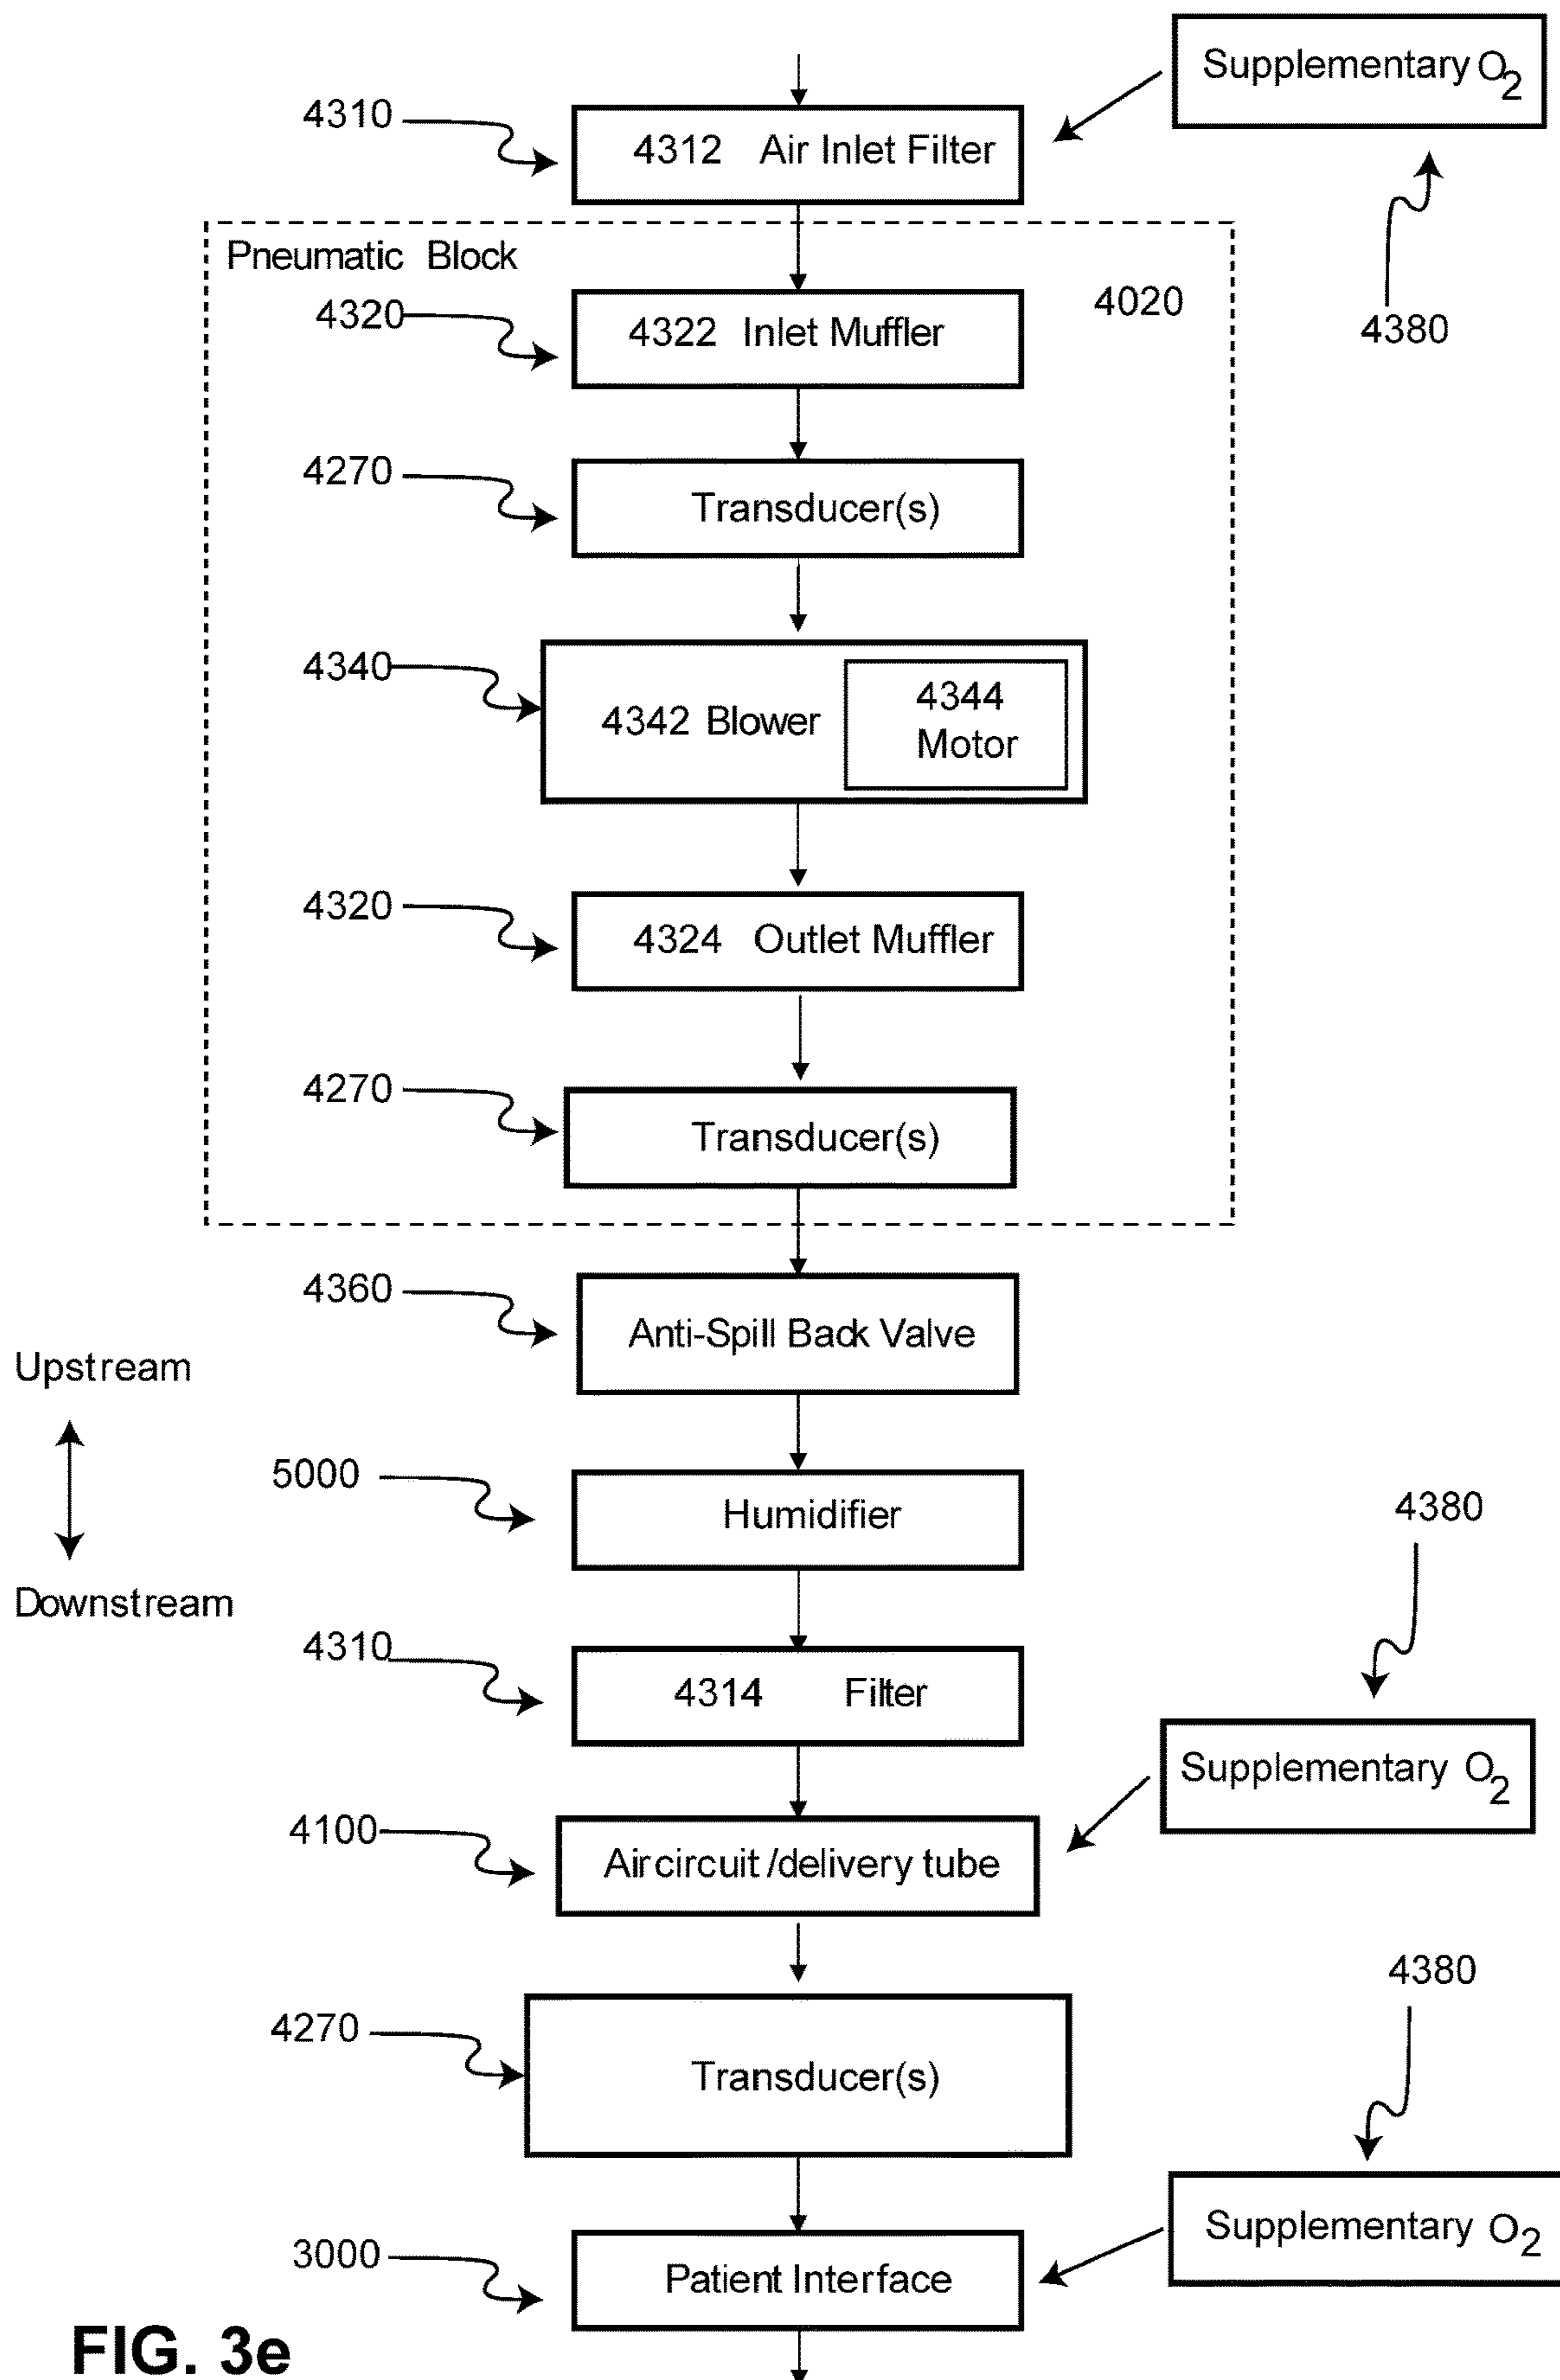 Supplementary O2
4310
4312 Air Inlet Filter
Pneumatic Block
4020
4380
4320
4322 Inlet Muffler
4270
Transducer(s)
4340
4342 Blower
4344
Motor
4320
4324 Outlet Muffler
4270
Transducer(s)
4360
Anti-Spill Back Valve
Upstream
Downstream
5000
Humidifier
4380
4310
4314 Filter
Supplementary O2
4100
Air circuit /delivery tube
4380
4270
Transducer(s)
Supplementary O2
3000
Patient Interface
FIG. 3e